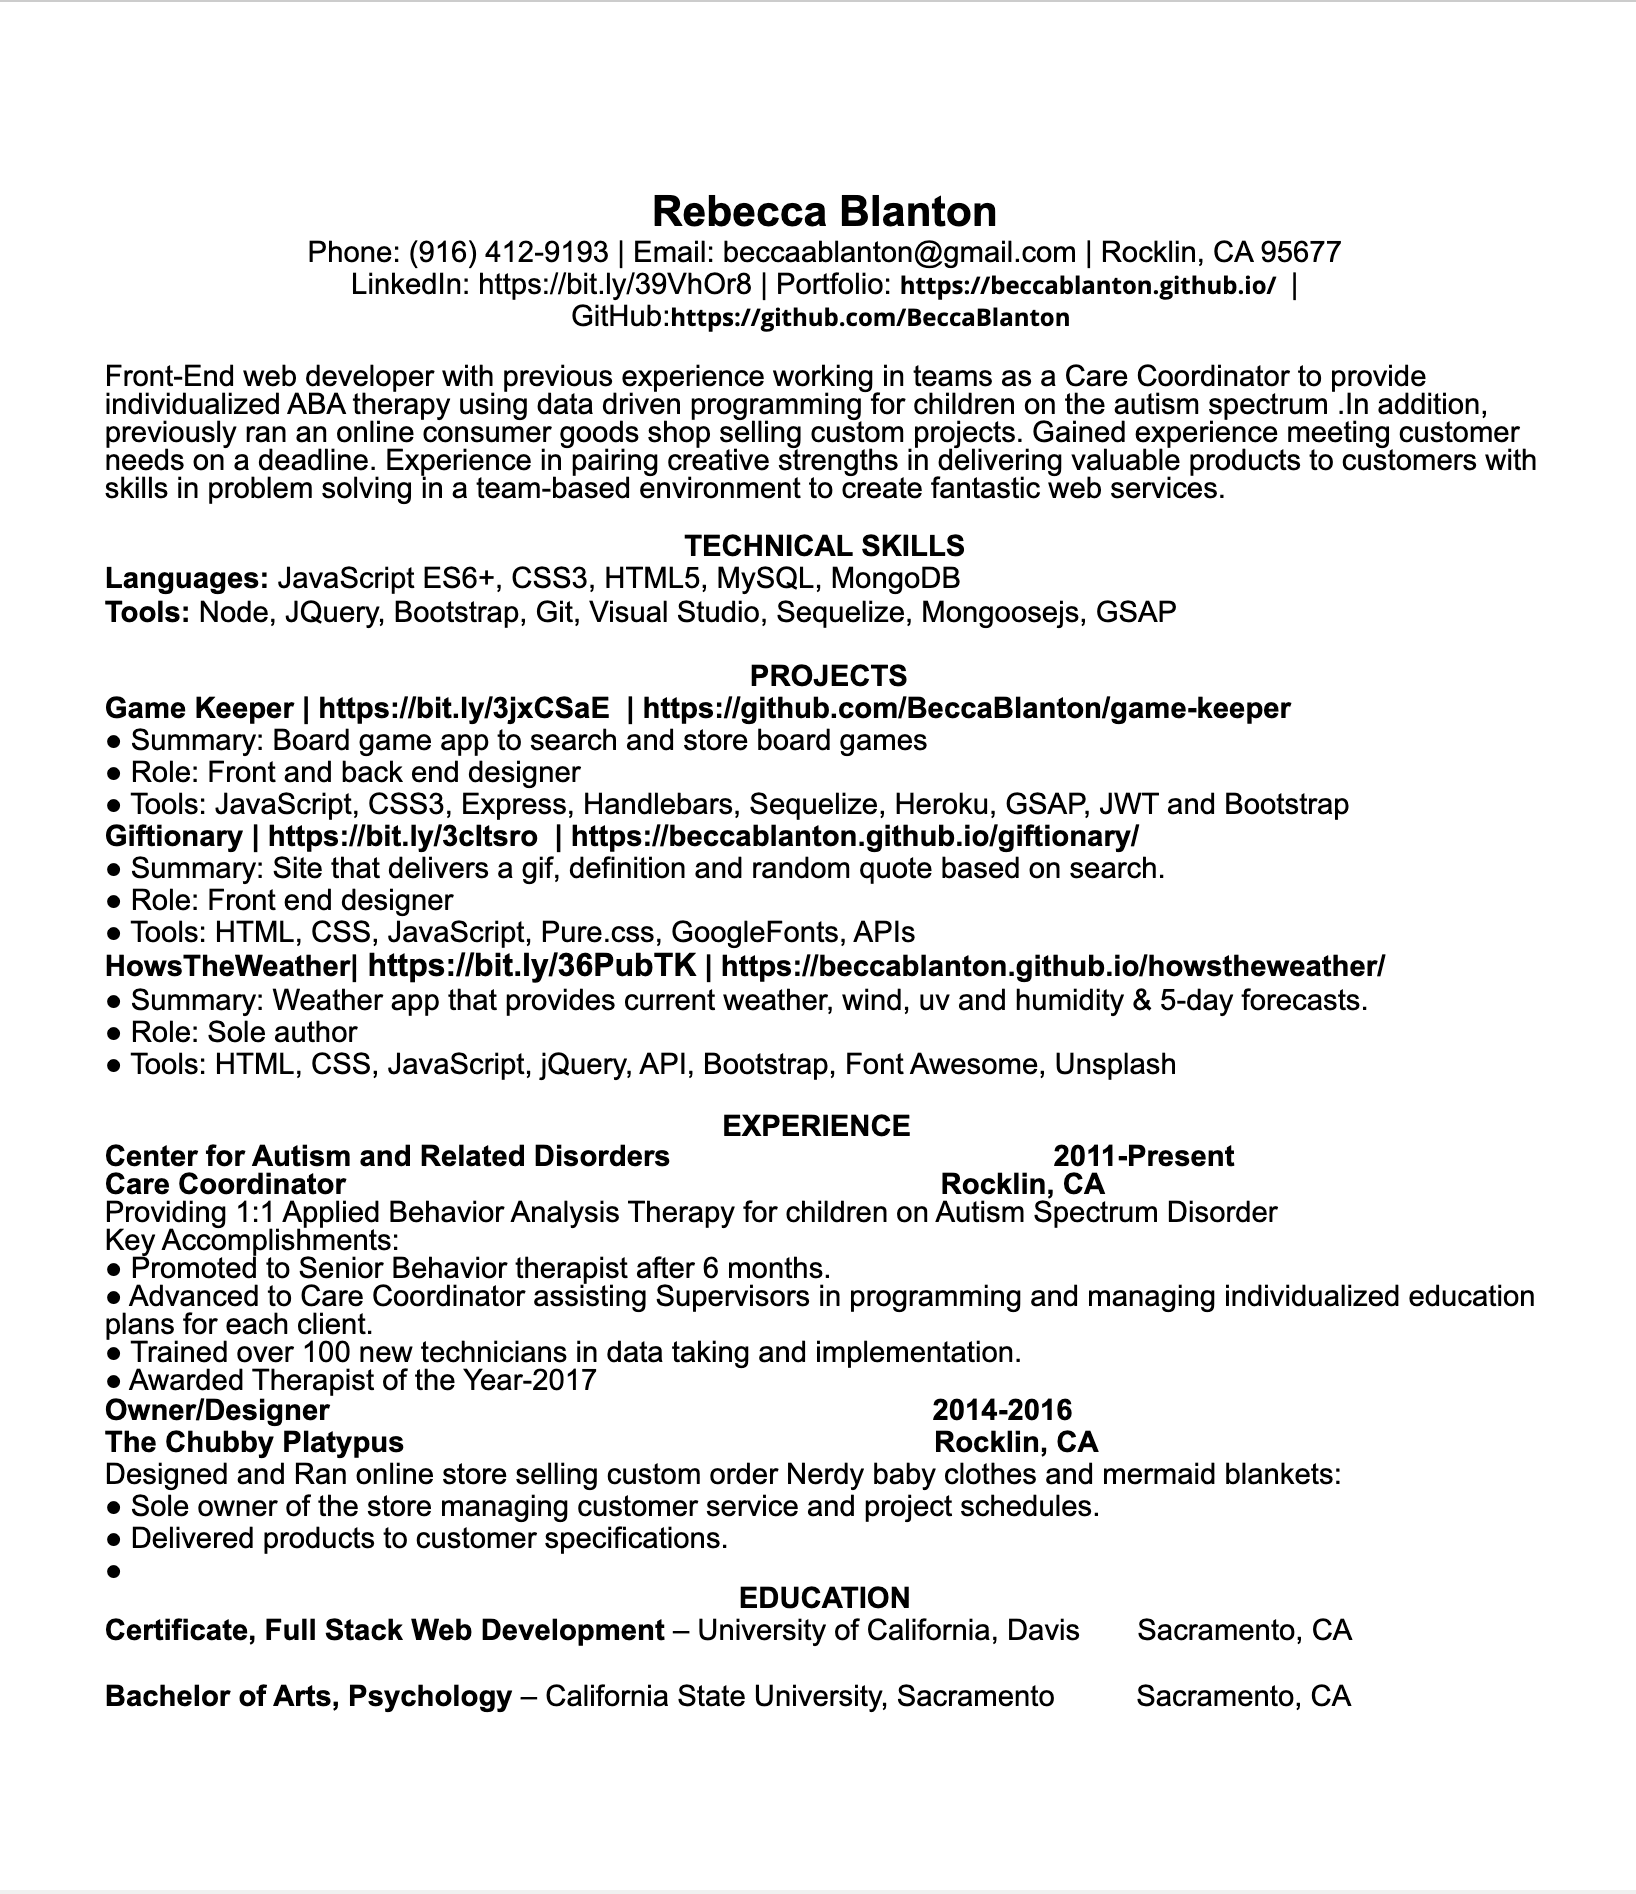 Rebecca Blanton
Phone: (916) 412-9193 | Email: beccaablanton@gmail.com | Rocklin, CA 95677
LinkedIn: https://bit.ly/39VhOr8 | Portfolio: https://beccablanton.github.io/ |
GitHub:https://github.com/BeccaBlanton
Front-End web developer with previous experience working in teams as a Care Coordinator to provide
individualized ABA therapy using data driven programming for children on the autism spectrum .In addition,
previously ran an online consumer goods shop selling custom projects. Gained experience meeting customer
needs on a deadline. Experience in pairing creative strengths in delivering valuable products to customers with
skills in problem solving in a team-based environment to create fantastic web services.
TECHNICAL SKILLS
Languages: JavaScript ES6+, CSS3, HTML5, MySQL, MongoDB
Tools: Node, JQuery, Bootstrap, Git, Visual Studio, Sequelize, Mongoosejs, GSAP
PROJECTS
Game Keeper | https://bit.ly/3jxCSaE | https://github.com/BeccaBlanton/game-keeper
● Summary: Board game app to search and store board games
● Role: Front and back end designer
● Tools: JavaScript, CSS3, Express, Handlebars, Sequelize, Heroku, GSAP, JWT and Bootstrap
Giftionary | https://bit.ly/3cltsro | https://beccablanton.github.io/giftionary/
● Summary: Site that delivers a gif, definition and random quote based on search.
● Role: Front end designer
● Tools: HTML, CSS, JavaScript, Pure.css, GoogleFonts, APIs
HowsTheWeather| https://bit.ly/36PubTK | https://beccablanton.github.io/howstheweather/
● Summary: Weather app that provides current weather, wind, uv and humidity & 5-day forecasts.
● Role: Sole author
● Tools: HTML, CSS, JavaScript, jQuery, API, Bootstrap, Font Awesome, Unsplash
EXPERIENCE
Center for Autism and Related Disorders 2011-Present
Care Coordinator Rocklin, CA
Providing 1:1 Applied Behavior Analysis Therapy for children on Autism Spectrum Disorder
Key Accomplishments:
● Promoted to Senior Behavior therapist after 6 months.
● Advanced to Care Coordinator assisting Supervisors in programming and managing individualized education
plans for each client.
● Trained over 100 new technicians in data taking and implementation.
● Awarded Therapist of the Year-2017
Owner/Designer 2014-2016
The Chubby Platypus Rocklin, CA
Designed and Ran online store selling custom order Nerdy baby clothes and mermaid blankets:
● Sole owner of the store managing customer service and project schedules.
● Delivered products to customer specifications.
●
EDUCATION
Certificate, Full Stack Web Development – University of California, Davis Sacramento, CA
Bachelor of Arts, Psychology – California State University, Sacramento Sacramento, CA